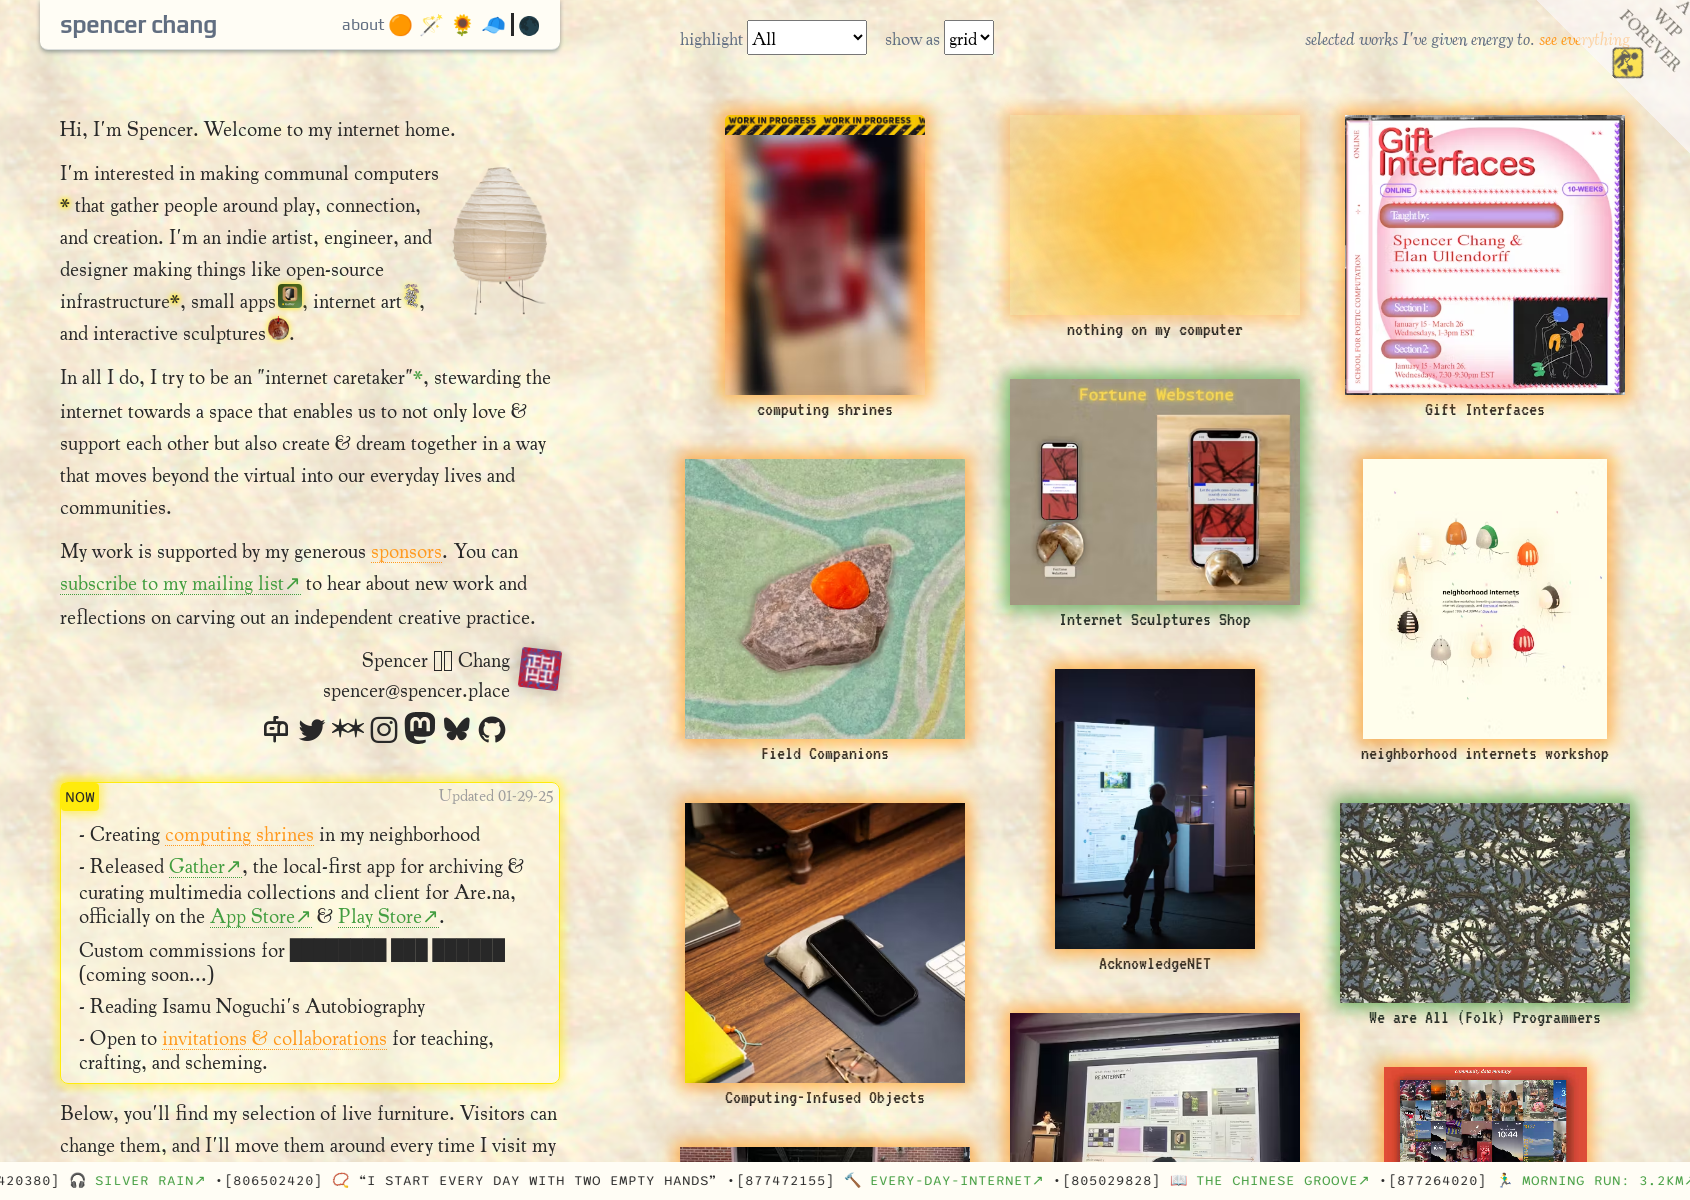 spencer chang
about
highlight All show as grid
selected works I've given energy to. see everything
A WIP FOREVER
Hi, I'm Spencer. Welcome to my internet home.
I'm interested in making communal computers
* that gather people around play, connection,
and creation. I'm an indie artist, engineer, and
designer making things like open-source
infrastructure*, small apps, internet art,
and interactive sculptures.
In all I do, I try to be an "internet caretaker"*, stewarding the
internet towards a space that enables us to not only love &
support each other but also create & dream together in a way
that moves beyond the virtual into our everyday lives and
communities.
My work is supported by my generous sponsors. You can
subscribe to my mailing list↗ to hear about new work and
reflections on carving out an independent creative practice.
Spencer Chang
spencer@spencer.place
NOW
Updated 01-29-25
- Creating computing shrines in my neighborhood
- Released Gather↗, the local-first app for archiving &
curating multimedia collections and client for Are.na,
officially on the App Store↗ & Play Store↗.
Custom commissions for ████████ ███ ██████
(coming soon...)
- Reading Isamu Noguchi's Autobiography
- Open to invitations & collaborations for teaching,
crafting, and scheming.
Below, you'll find my selection of live furniture. Visitors can
change them, and I'll move them around every time I visit my
WORK IN PROGRESS WORK IN PROGRESS W
computing shrines
nothing on my computer
Gift
Interfaces
ONLINE
10-WEEKS
Taught by:
Spencer Chang &
Elan Ullendorff
Section 1:
January 15 - March 26
Wednesdays, 1-3pm EST
Section 2:
January 15 - March 26,
Wednesdays, 7:30-9:30pm EST
ONLINE
SCHOOL FOR POETIC COMPUTATION
Gift Interfaces
Field Companions
Fortune Webstone
Internet Sculptures Shop
neighborhood internets
neighborhood internets workshop
AcknowledgeNET
We are All (Folk) Programmers
Computing-Infused Objects
RE:INTERNET
10:44
420380] SILVER RAIN↗ •[806502420] “I START EVERY DAY WITH TWO EMPTY HANDS” •[877472155] EVERY-DAY-INTERNET↗ •[805029828] THE CHINESE GROOVE↗ •[877264020] MORNING RUN: 3.2KM↗